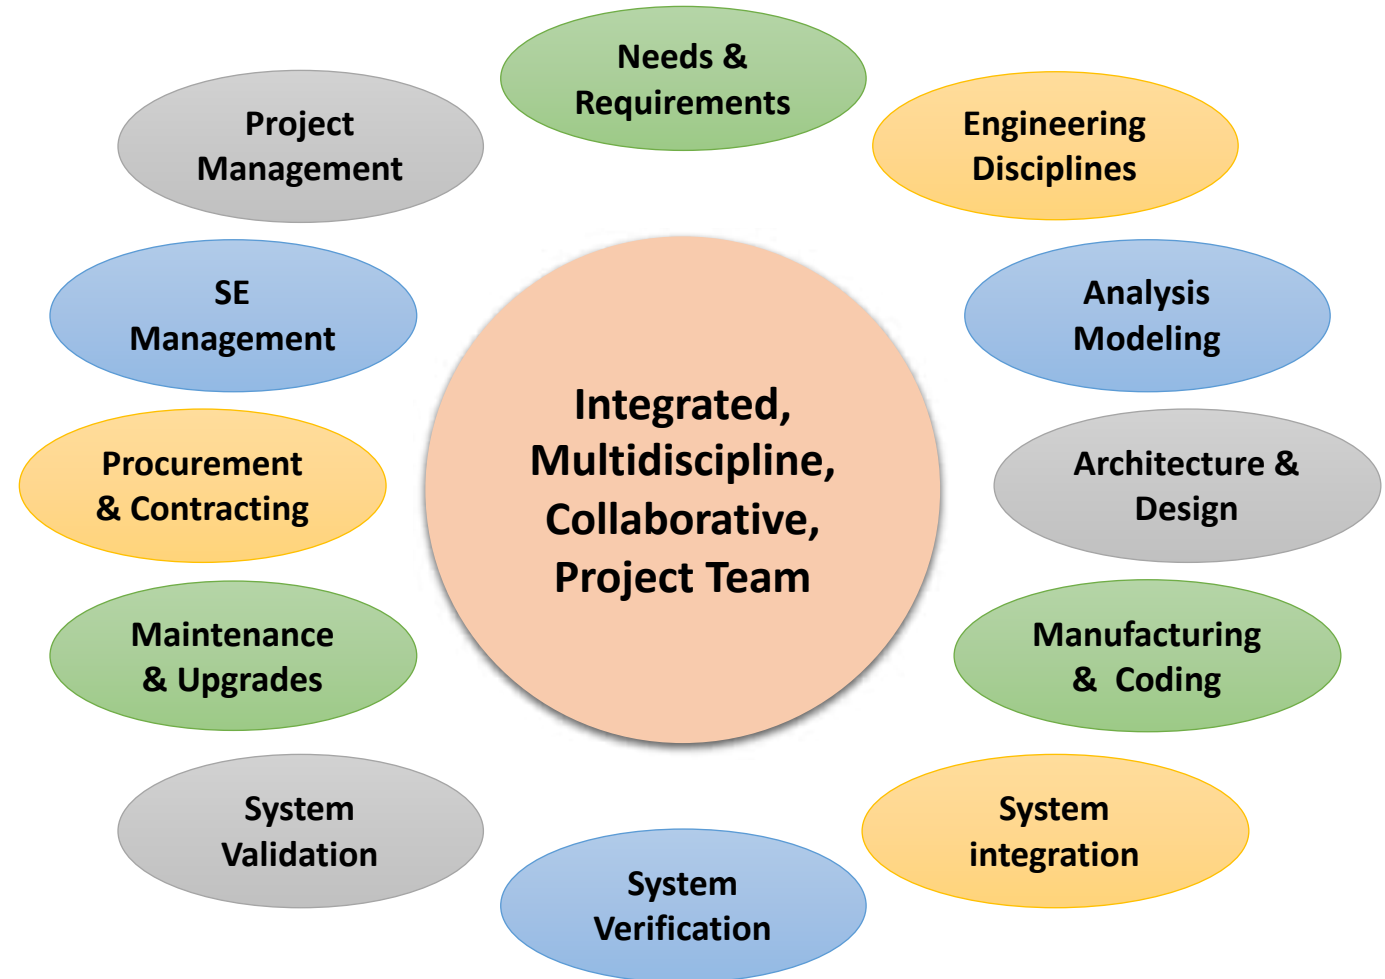 Needs &
Requirements
Engineering
Disciplines
Analysis
Modeling
Architecture &
Design
Manufacturing
& Coding
System
integration
System
Verification
System
Validation
Maintenance
& Upgrades
Procurement
& Contracting
SE
Management
Project
Management
Integrated,
Multidiscipline,
Collaborative,
Project Team